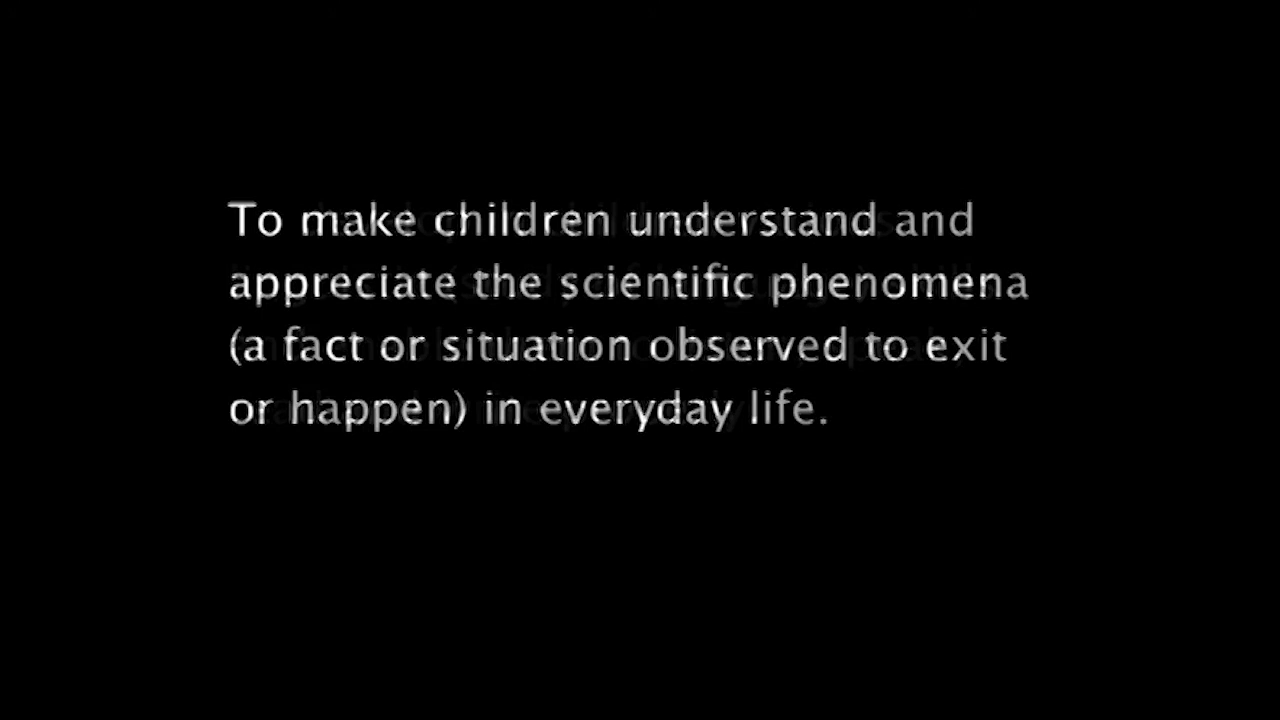 To make children understand and
appreciate the scientific phenomena
(a fact or situation observed to exit
or happen) in everyday life.